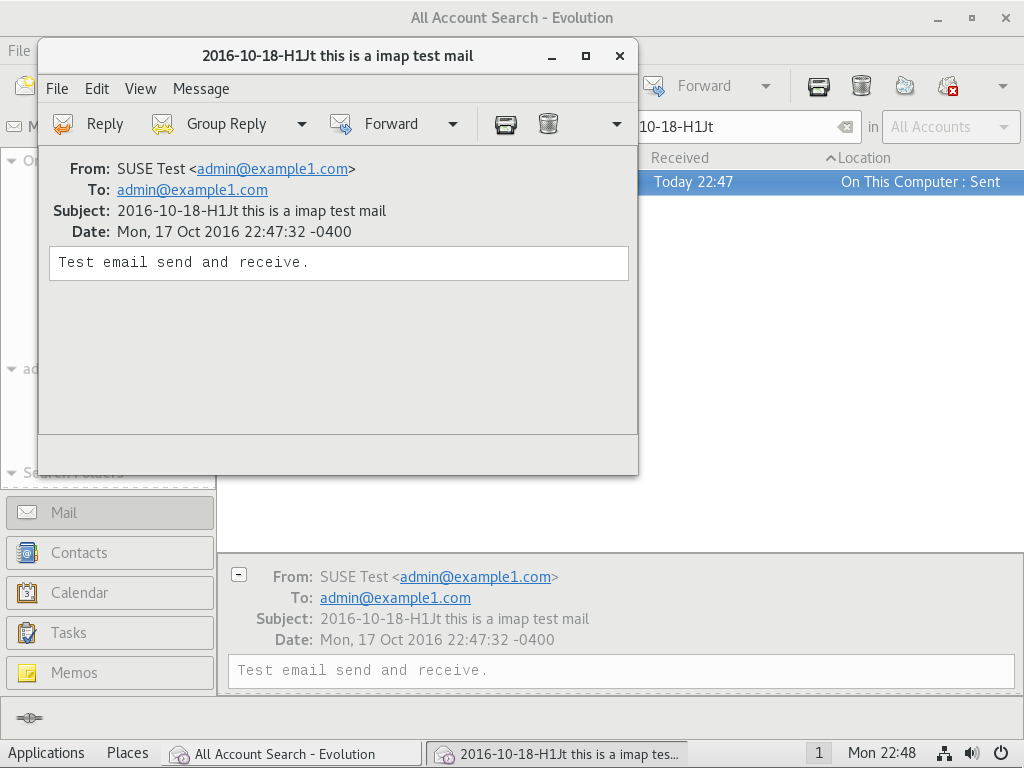 All Account Search - Evolution
File
2016-10-18-H1Jt this is a imap test mail
File Edit View Message
Reply Group Reply Forward
Forward
10-18-H1Jt in All Accounts
From: SUSE Test <admin@example1.com>
To: admin@example1.com
Subject: 2016-10-18-H1Jt this is a imap test mail
Date: Mon, 17 Oct 2016 22:47:32 -0400
Test email send and receive.
Received Location
Today 22:47 On This Computer : Sent
Mail
Contacts
Calendar
Tasks
Memos
From: SUSE Test <admin@example1.com>
To: admin@example1.com
Subject: 2016-10-18-H1Jt this is a imap test mail
Date: Mon, 17 Oct 2016 22:47:32 -0400
Test email send and receive.
Applications Places All Account Search - Evolution 2016-10-18-H1Jt this is a imap tes... 1 Mon 22:48